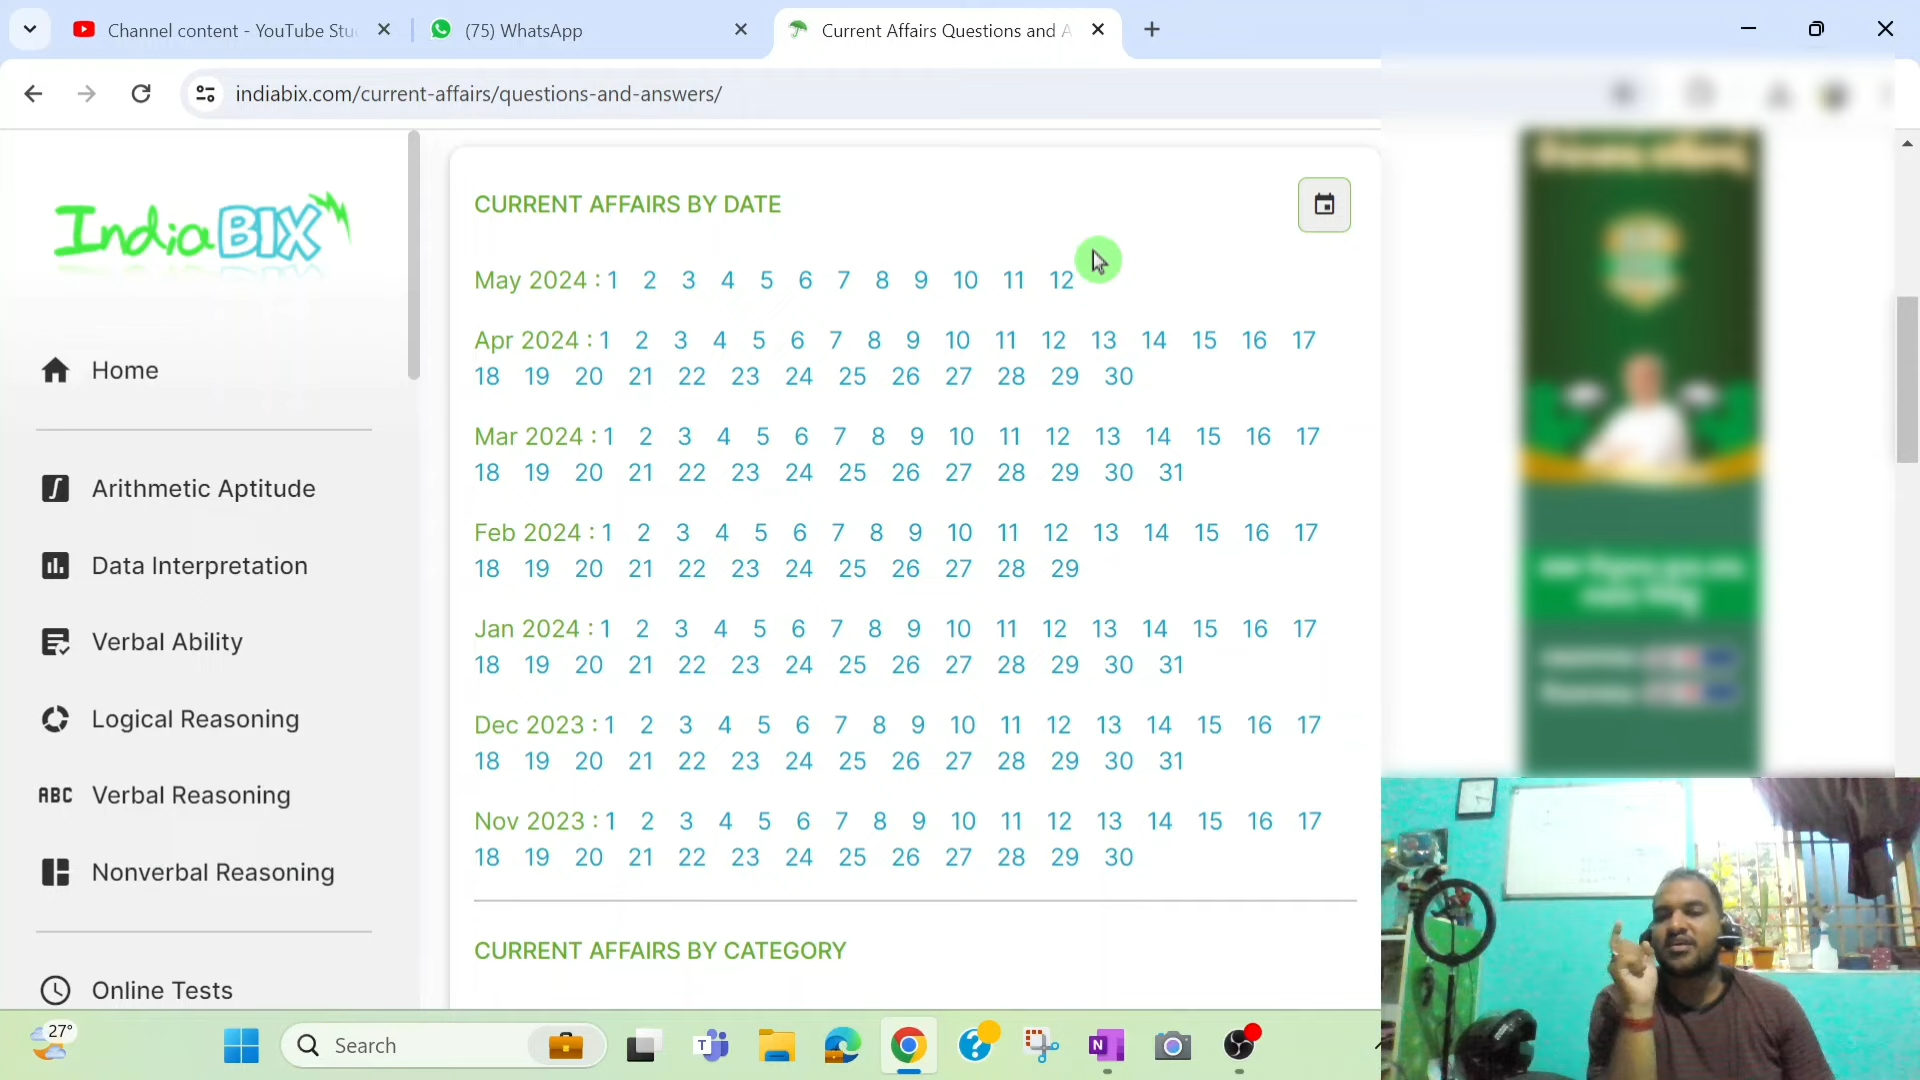 Channel content - YouTube Stu
(75) WhatsApp
Current Affairs Questions and A
indiabix.com/current-affairs/questions-and-answers/
IndiaBIX
Home
Arithmetic Aptitude
Data Interpretation
Verbal Ability
Logical Reasoning
ABC Verbal Reasoning
Nonverbal Reasoning
Online Tests
CURRENT AFFAIRS BY DATE
May 2024 : 1 2 3 4 5 6 7 8 9 10 11 12
Apr 2024 : 1 2 3 4 5 6 7 8 9 10 11 12 13 14 15 16 17
18 19 20 21 22 23 24 25 26 27 28 29 30
Mar 2024 : 1 2 3 4 5 6 7 8 9 10 11 12 13 14 15 16 17
18 19 20 21 22 23 24 25 26 27 28 29 30 31
Feb 2024 : 1 2 3 4 5 6 7 8 9 10 11 12 13 14 15 16 17
18 19 20 21 22 23 24 25 26 27 28 29
Jan 2024 : 1 2 3 4 5 6 7 8 9 10 11 12 13 14 15 16 17
18 19 20 21 22 23 24 25 26 27 28 29 30 31
Dec 2023 : 1 2 3 4 5 6 7 8 9 10 11 12 13 14 15 16 17
18 19 20 21 22 23 24 25 26 27 28 29 30 31
Nov 2023 : 1 2 3 4 5 6 7 8 9 10 11 12 13 14 15 16 17
18 19 20 21 22 23 24 25 26 27 28 29 30
CURRENT AFFAIRS BY CATEGORY
27°
Search